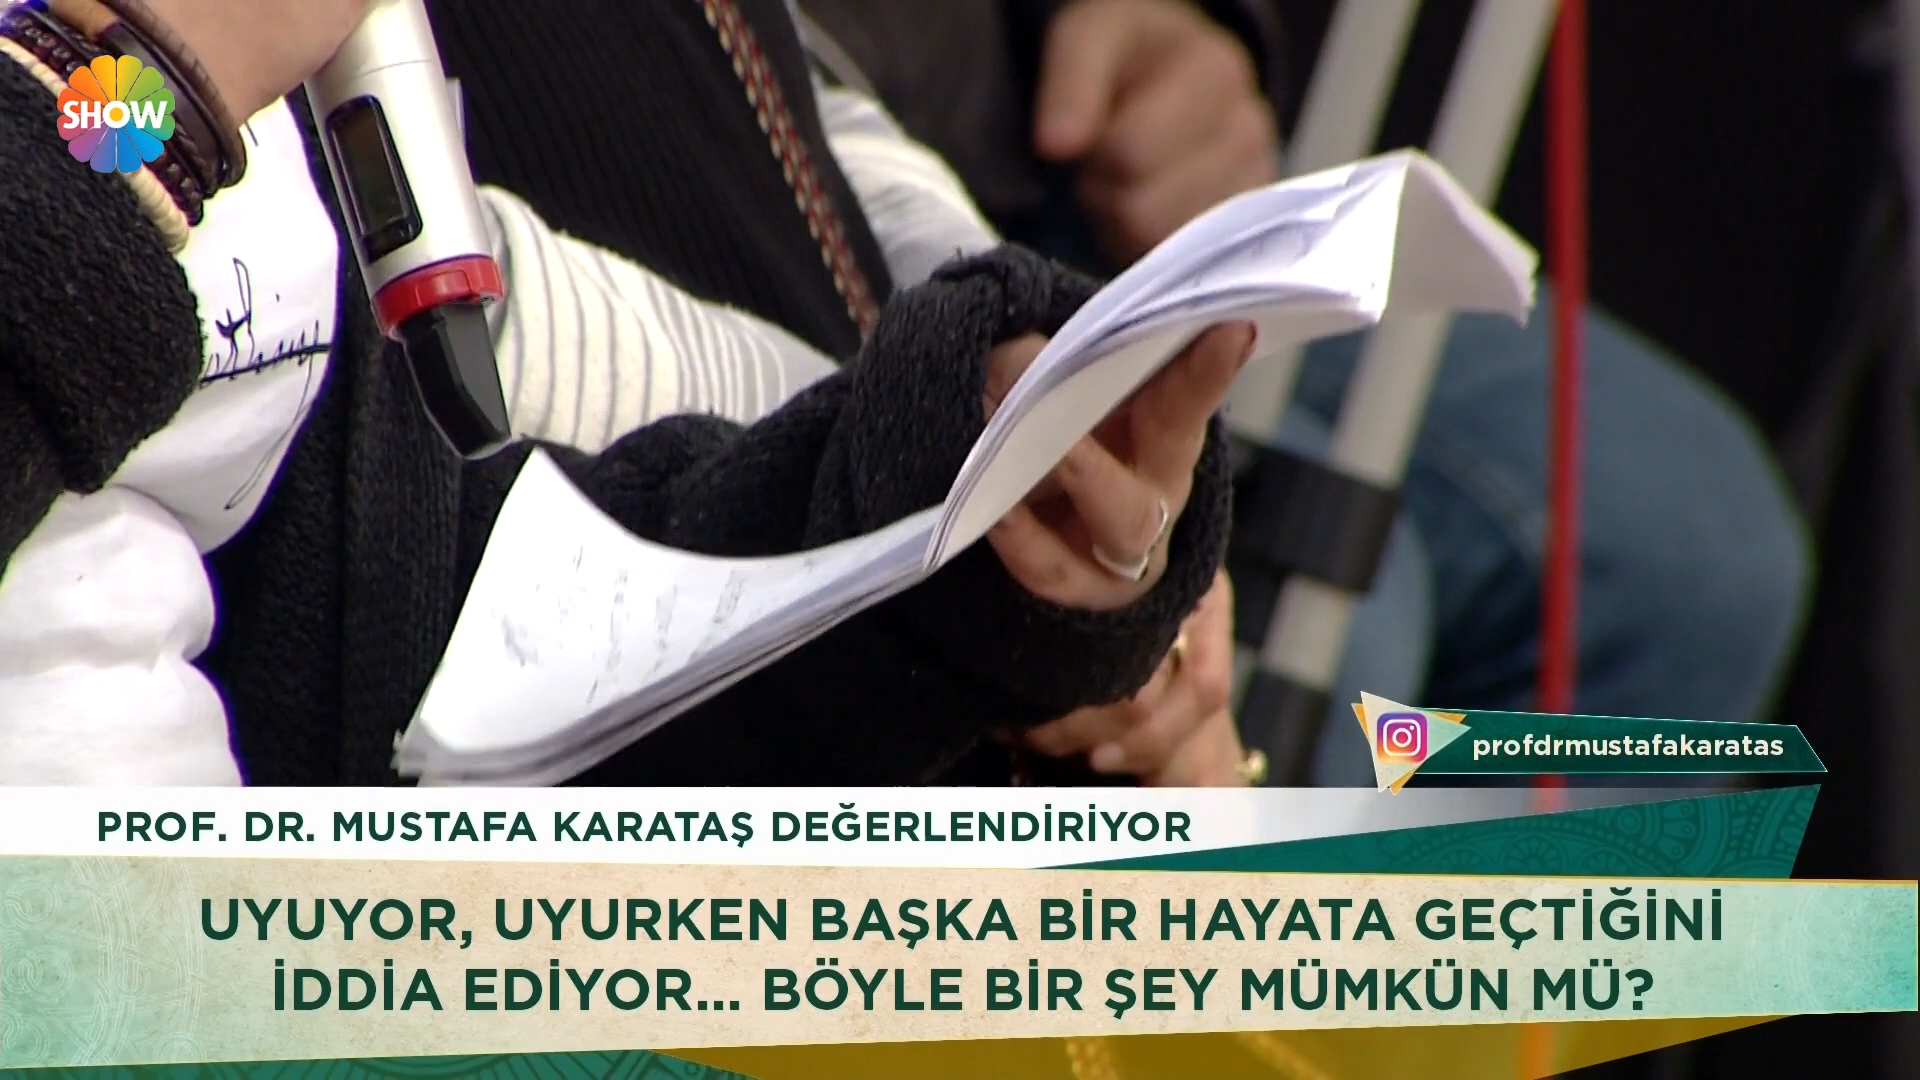 SHOW
profdrmustafakaratas
PROF. DR. MUSTAFA KARATAŞ DEĞERLENDİRİYOR
UYUYOR, UYURKEN BAŞKA BİR HAYATA GEÇTİĞİNİ
İDDİA EDİYOR... BÖYLE BİR ŞEY MÜMKÜN MÜ?